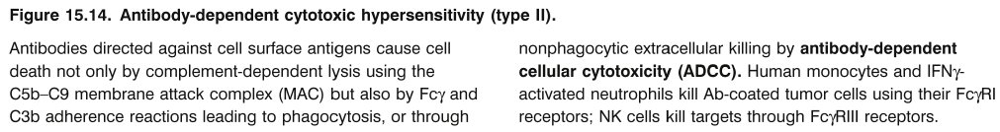 Figure 15.14. Antibody-dependent cytotoxic hypersensitivity (type II).
Antibodies directed against cell surface antigens cause cell
death not only by complement-dependent lysis using the
C5b–C9 membrane attack complex (MAC) but also by Fcγ and
C3b adherence reactions leading to phagocytosis, or through
nonphagocytic extracellular killing by antibody-dependent
cellular cytotoxicity (ADCC). Human monocytes and IFNγ-
activated neutrophils kill Ab-coated tumor cells using their FcγRI
receptors; NK cells kill targets through FcγRIII receptors.